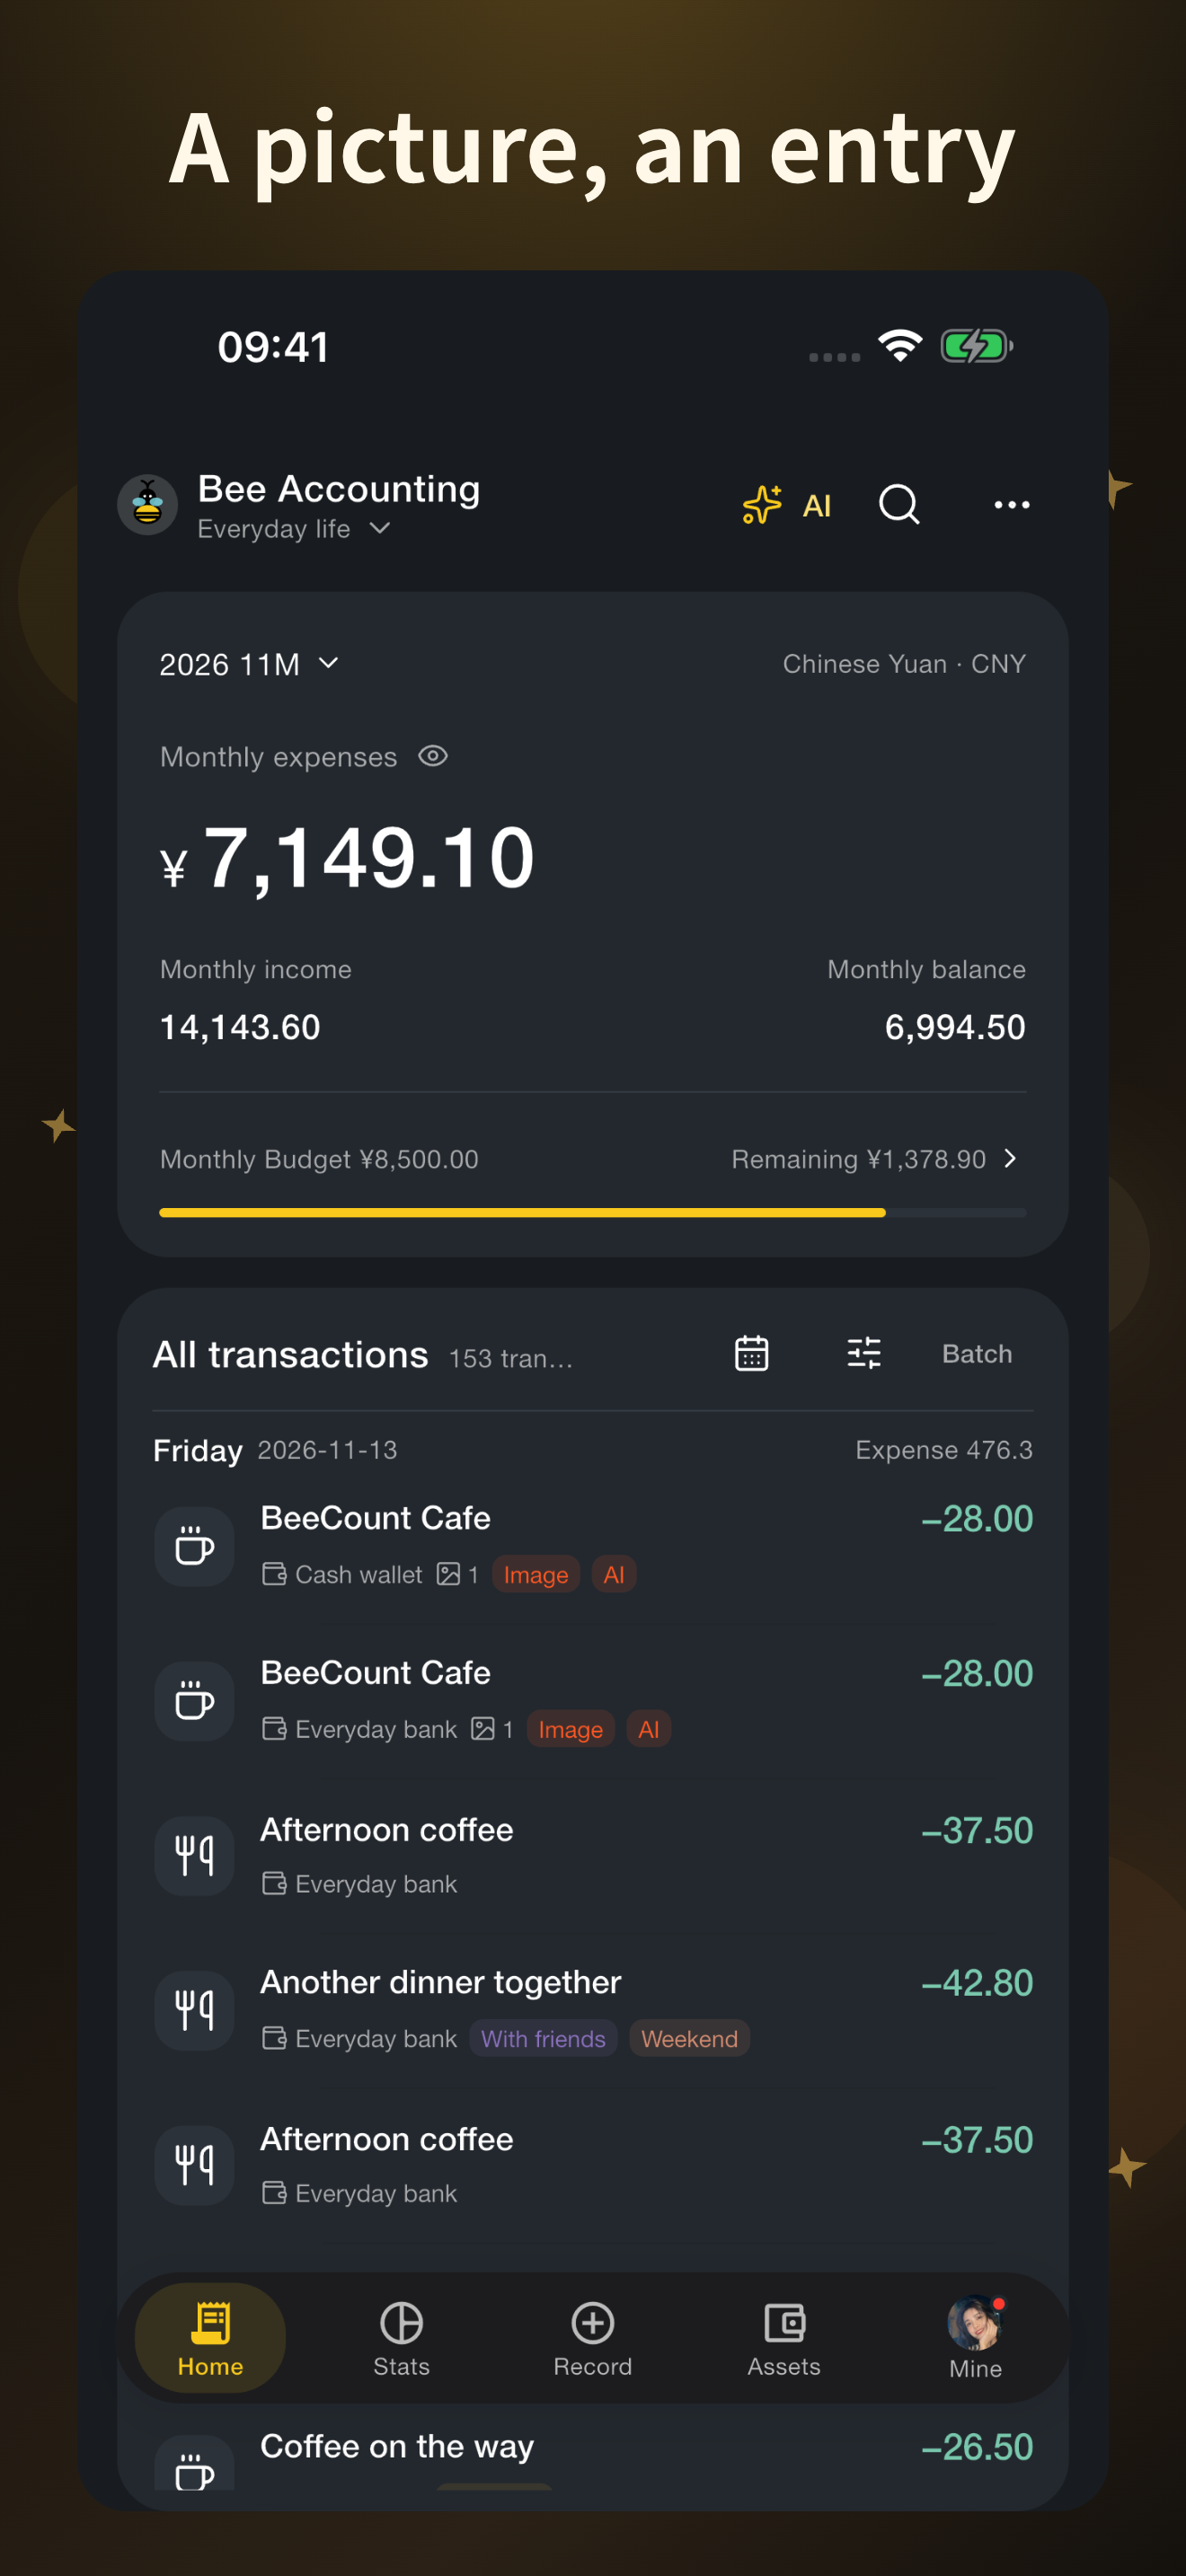 A picture, an entry
09:41
Bee Accounting
Everyday life
AI
2026 11M
Chinese Yuan · CNY
Monthly expenses
¥ 7,149.10
Monthly income
Monthly balance
14,143.60
6,994.50
Monthly Budget ¥8,500.00
Remaining ¥1,378.90
All transactions 153 tran...
Batch
Friday 2026-11-13
Expense 476.3
BeeCount Cafe
−28.00
Cash wallet 1 Image AI
BeeCount Cafe
−28.00
Everyday bank 1 Image AI
Afternoon coffee
−37.50
Everyday bank
Another dinner together
−42.80
Everyday bank With friends Weekend
Afternoon coffee
−37.50
Everyday bank
Home
Stats
Record
Assets
Mine
Coffee on the way
−26.50